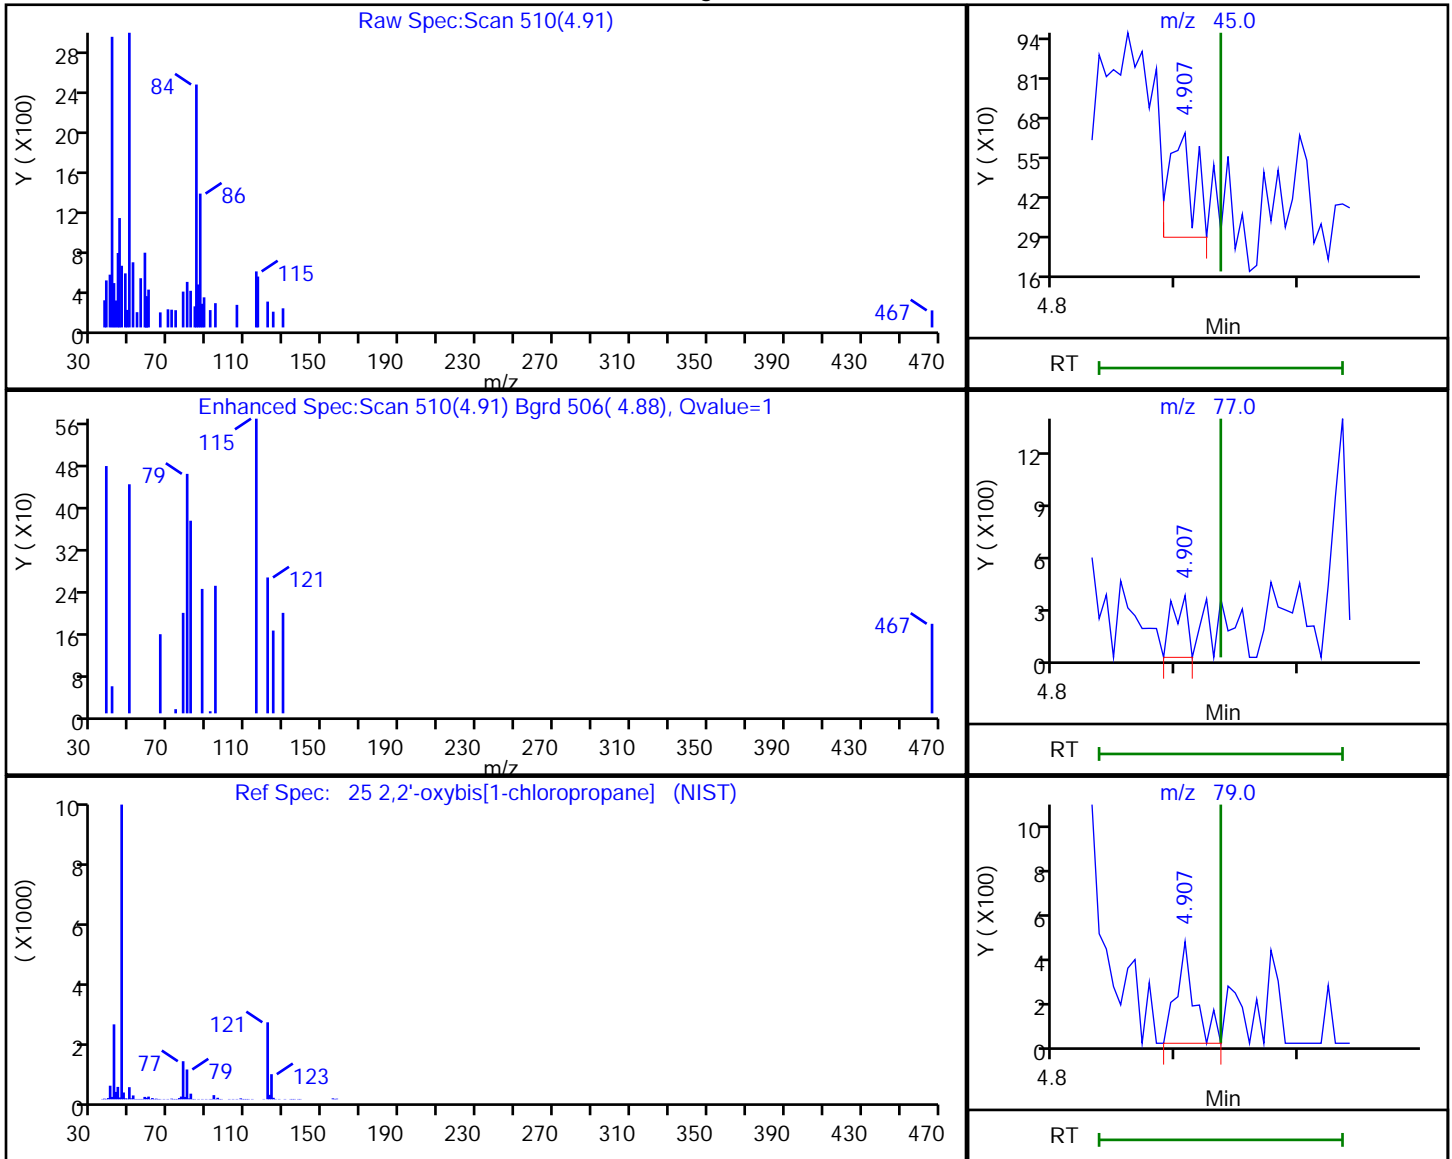 Raw Spec:Scan 510(4.91)
Y ( X100)
28
24
20
16
12
8
4
0
84
86
115
467
30 70 110 150 190 230 270 310 350 390 430 470
m/z
m/z 45.0
Y ( X10)
94
81
68
55
42
29
16
4.907
4.8
Min
RT
Enhanced Spec:Scan 510(4.91) Bgrd 506( 4.88), Qvalue=1
Y ( X10)
56
48
40
32
24
16
8
0
115
79
121
467
30 70 110 150 190 230 270 310 350 390 430 470
m/z
m/z 77.0
Y ( X100)
12
9
6
3
0
4.907
4.8
Min
RT
Ref Spec: 25 2,2'-oxybis[1-chloropropane] (NIST)
( X1000)
10
8
6
4
2
0
121
77
79
123
30 70 110 150 190 230 270 310 350 390 430 470
m/z 79.0
Y ( X100)
10
8
6
4
2
0
4.907
4.8
Min
RT